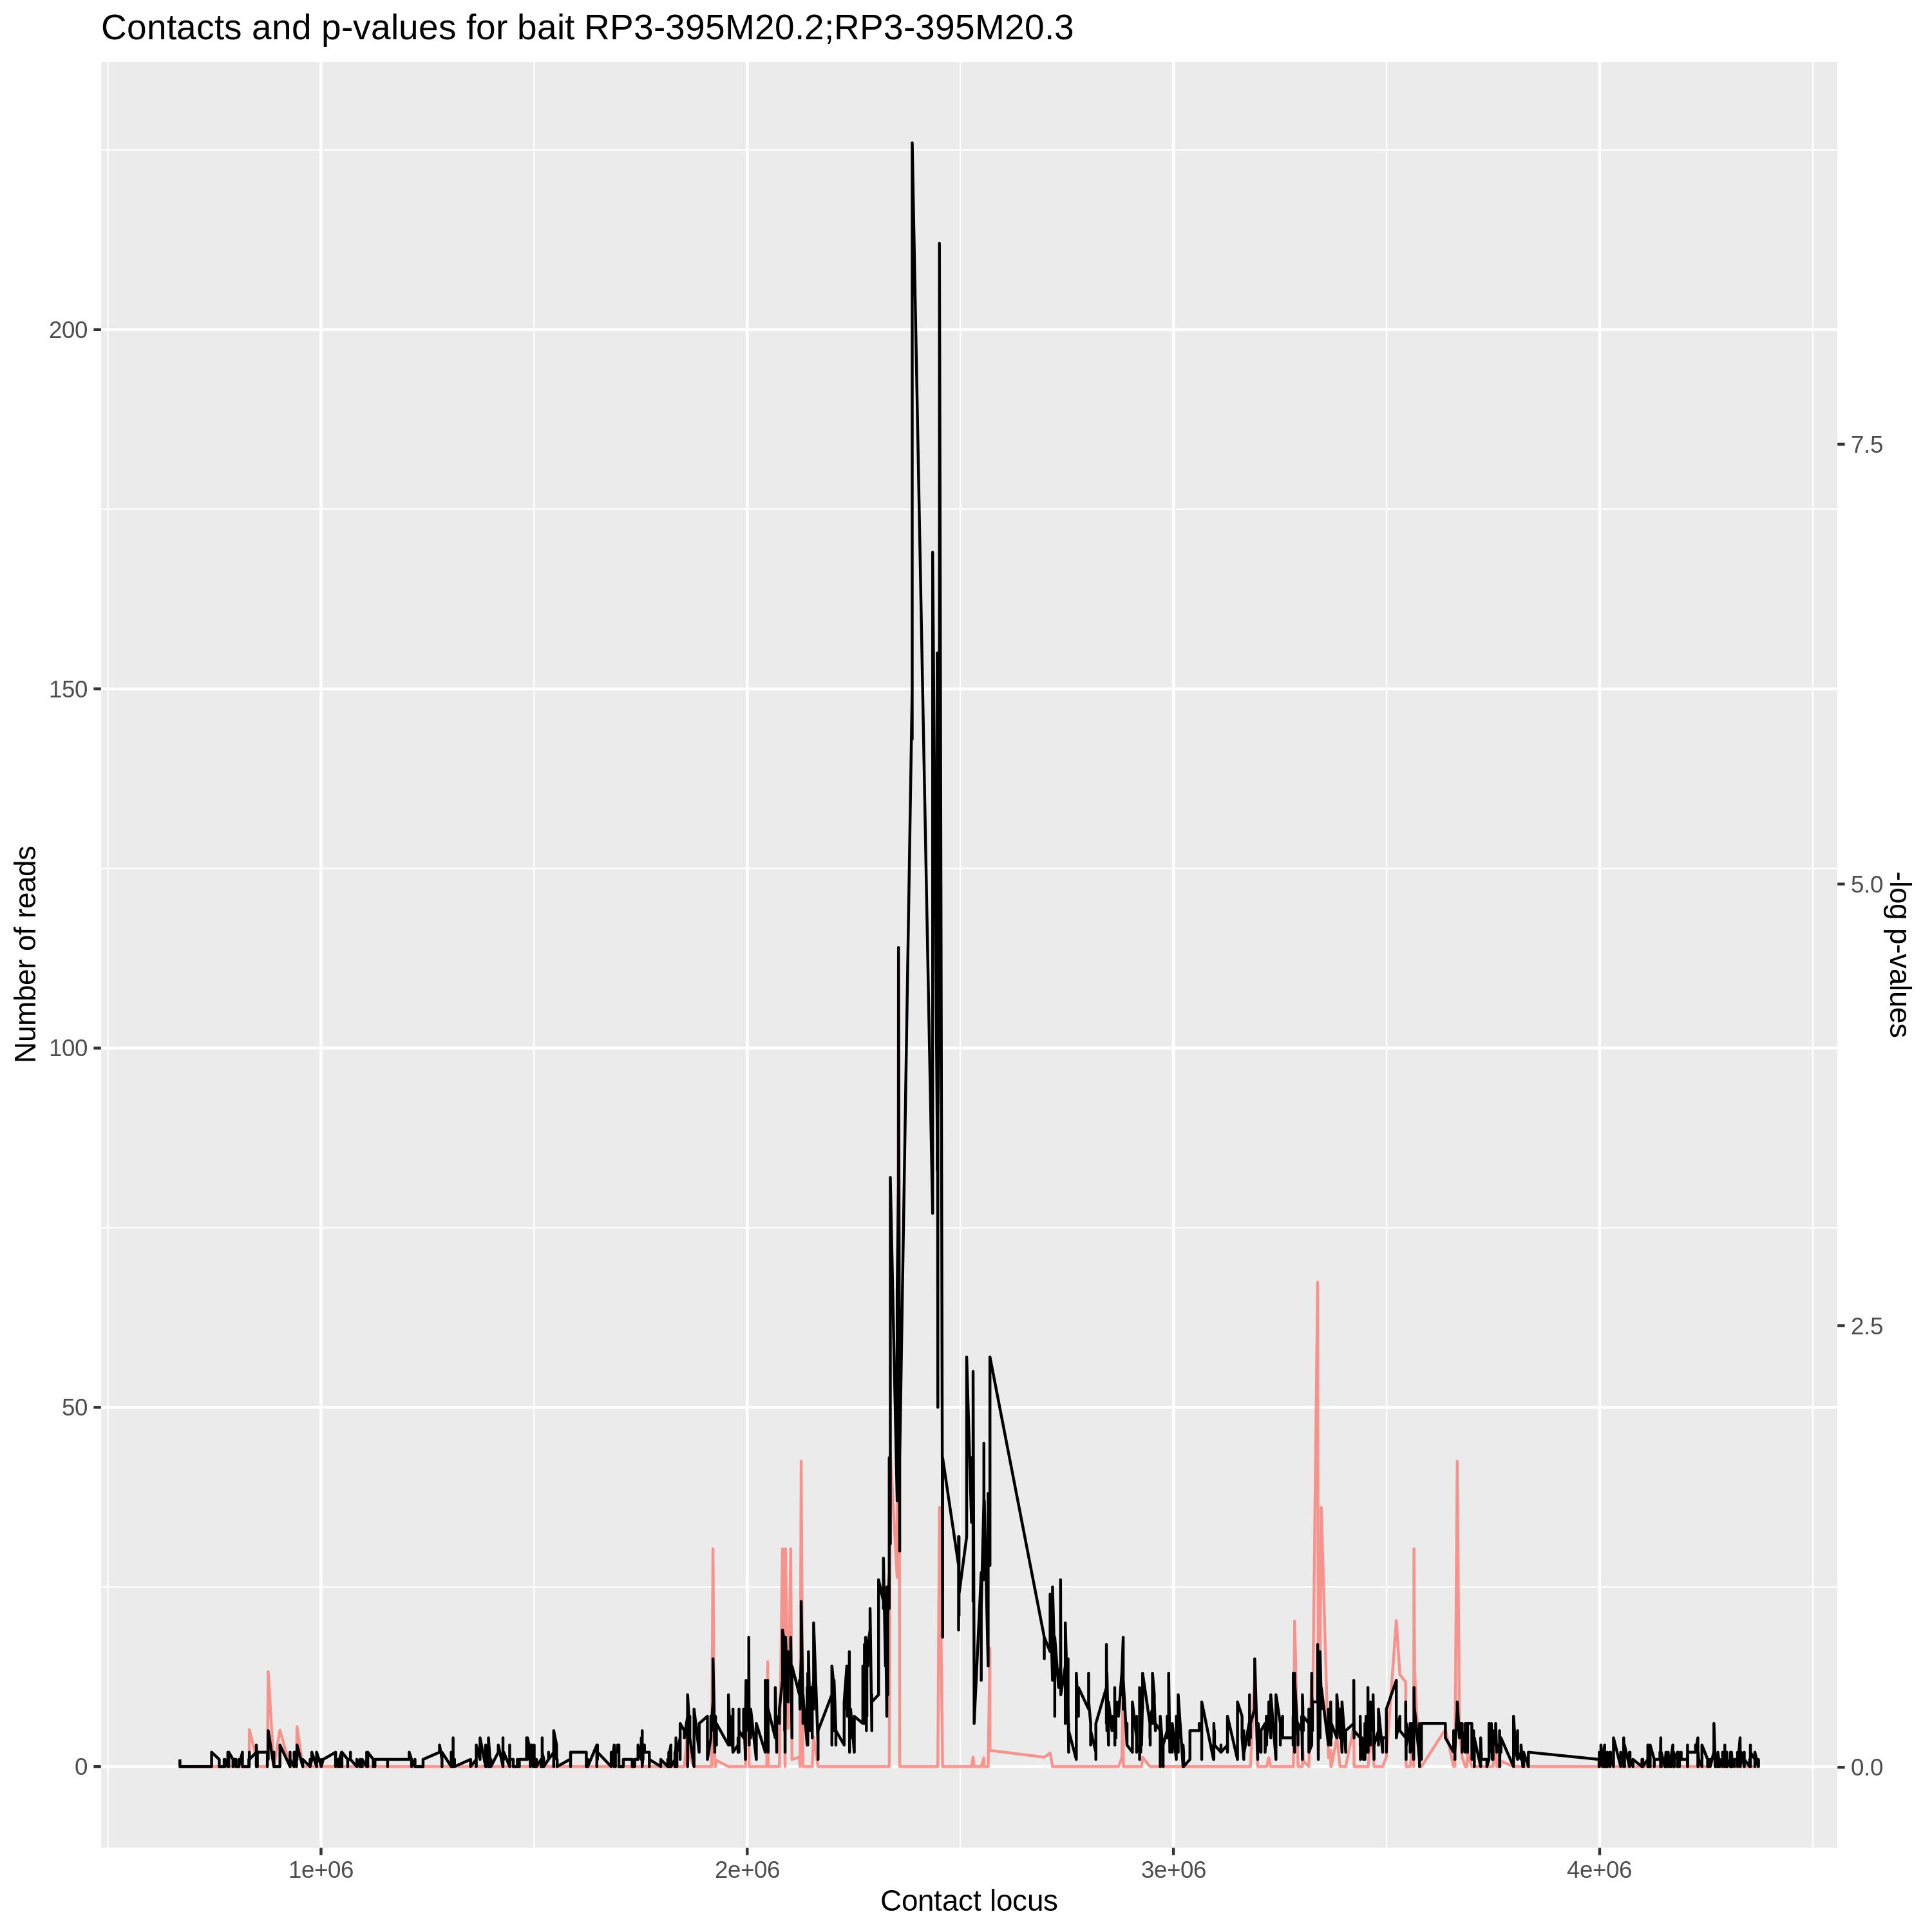 Contacts and p-values for bait RP3-395M20.2;RP3-395M20.3
200
150
100
50
0
Number of reads
7.5
5.0
2.5
0.0
-log p-values
1e+06
2e+06
3e+06
4e+06
Contact locus